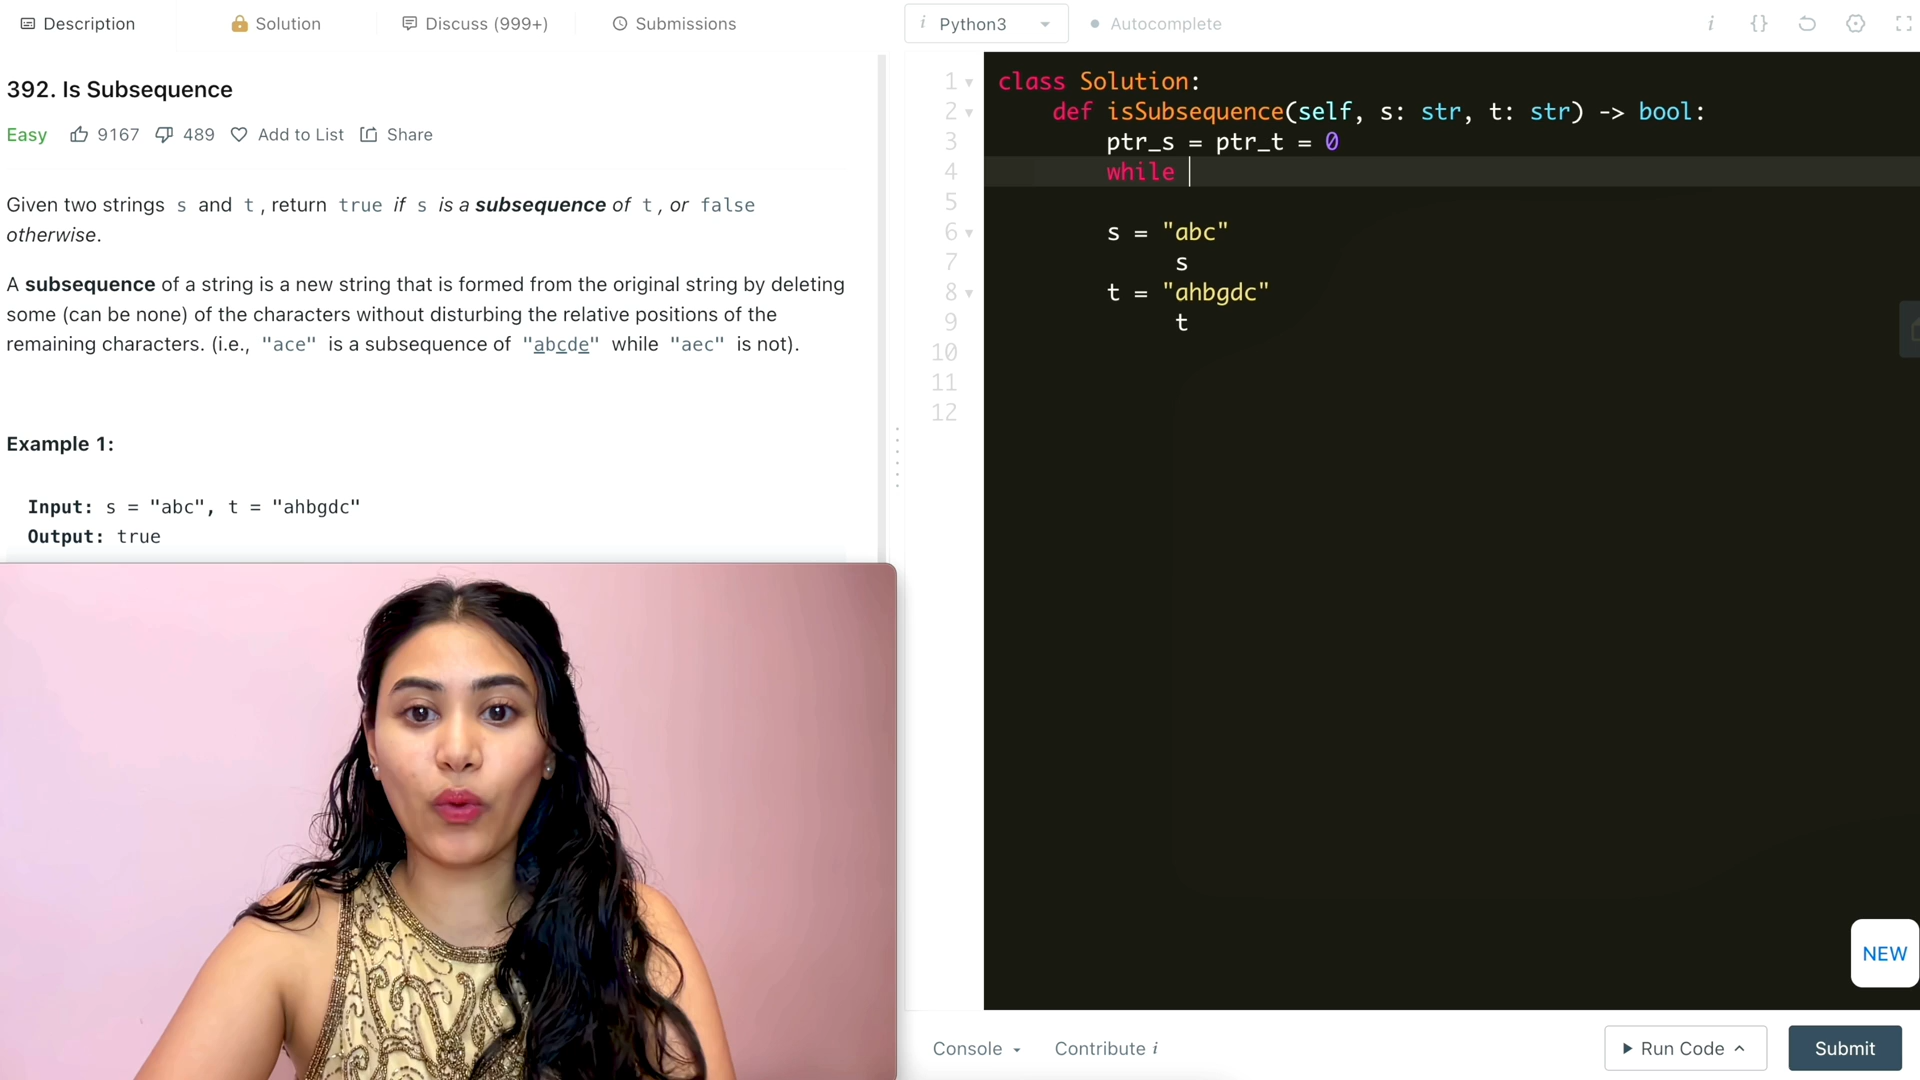 Description
Solution
Discuss (999+)
Submissions
i Python3
Autocomplete
i {}
392. Is Subsequence
Easy 9167 489 Add to List Share
Given two strings s and t , return true if s is a subsequence of t , or false
otherwise.
A subsequence of a string is a new string that is formed from the original string by deleting
some (can be none) of the characters without disturbing the relative positions of the
remaining characters. (i.e., "ace" is a subsequence of "abcde" while "aec" is not).
Example 1:
Input: s = "abc", t = "ahbgdc"
Output: true
1 class Solution:
2 def isSubsequence(self, s: str, t: str) -> bool:
3 ptr_s = ptr_t = 0
4 while
5
6 s = "abc"
7 s
8 t = "ahbgdc"
9 t
10
11
12
NEW
Console
Contribute i
Run Code
Submit